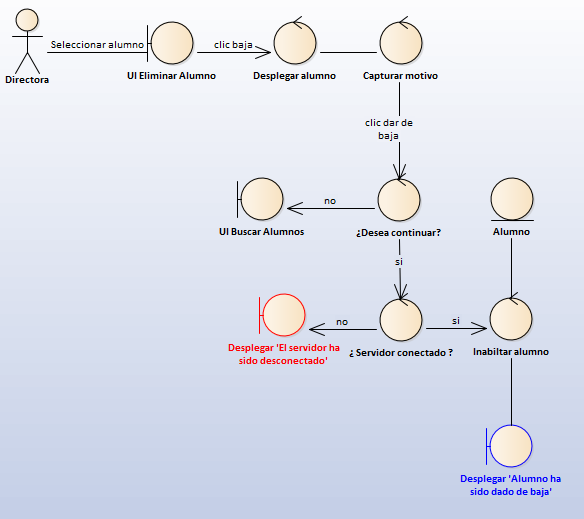 Seleccionar alumno
clic baja
Directora
UI Eliminar Alumno
Desplegar alumno
Capturar motivo
clic dar de
baja
no
UI Buscar Alumnos
¿Desea continuar?
Alumno
si
no
si
Desplegar 'El servidor ha
sido desconectado'
¿ Servidor conectado ?
Inabiltar alumno
Desplegar 'Alumno ha
sido dado de baja'